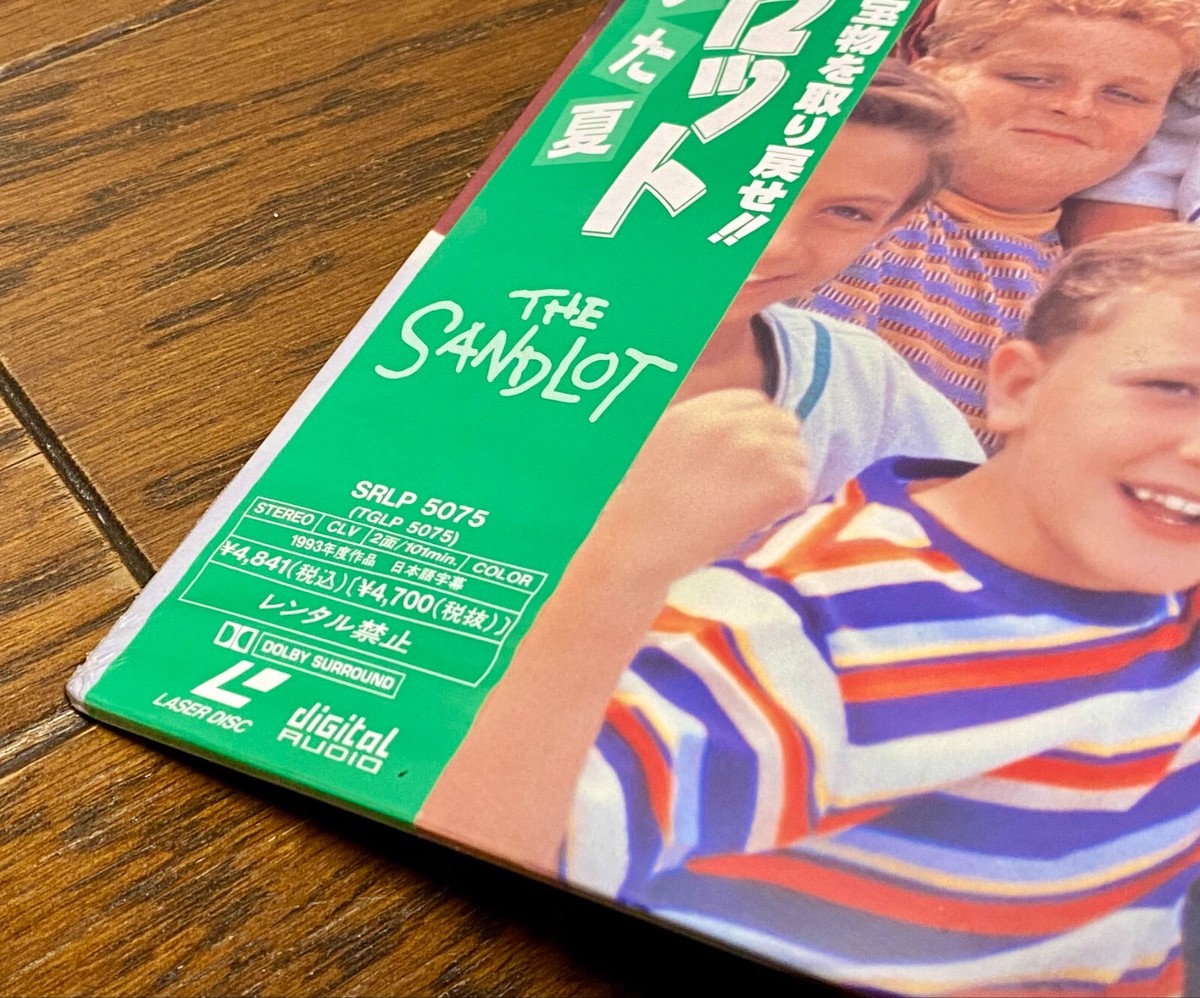 宝物を取り戻せ!!
ロット
た夏
THE
SANDLOT
SRLP 5075
(TGLP 5075)
STEREO CLV 2面/101min. COLOR
1993年度作品 日本語字幕
¥4,841(税込)[¥4,700(税抜)]
レンタル禁止
DOLBY SURROUND
LASER DISC
digital
AUDIO